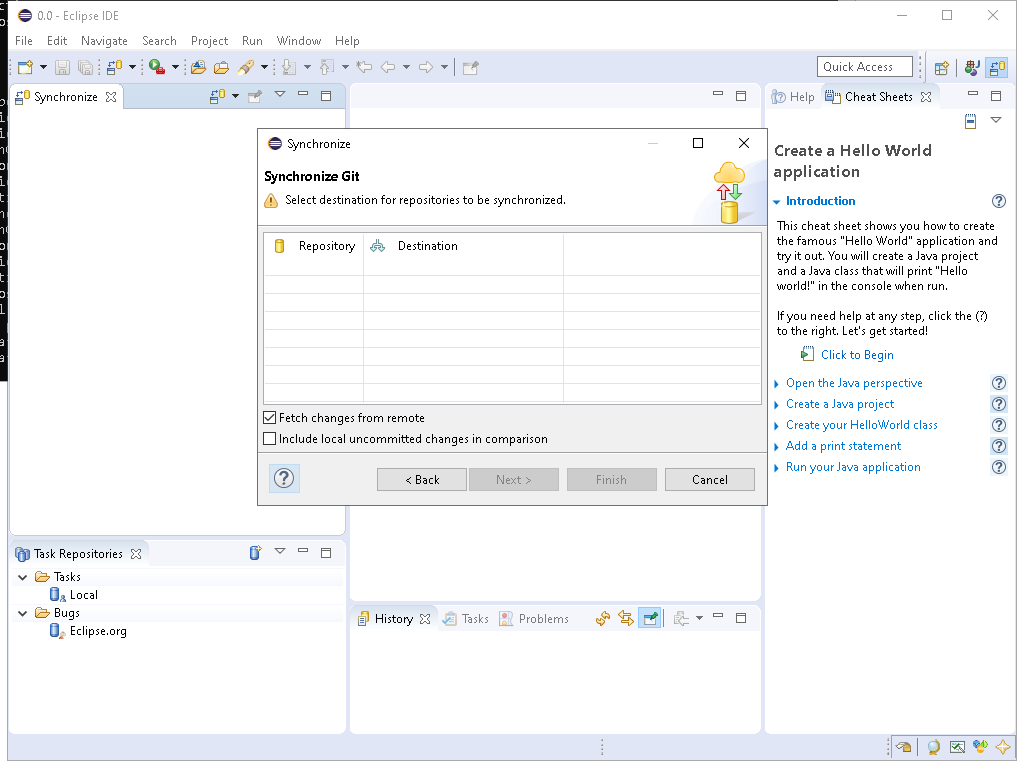 0.0 - Eclipse IDE
File Edit Navigate Search Project Run Window Help
Quick Access
Synchronize
Help Cheat Sheets
Synchronize
Synchronize Git
Select destination for repositories to be synchronized.
Repository Destination
Fetch changes from remote
Include local uncommitted changes in comparison
?
< Back Next > Finish Cancel
Create a Hello World
application
Introduction
This cheat sheet shows you how to create
the famous "Hello World" application and
try it out. You will create a Java project
and a Java class that will print "Hello
world!" in the console when run.
If you need help at any step, click the (?)
to the right. Let's get started!
Click to Begin
Open the Java perspective
Create a Java project
Create your HelloWorld class
Add a print statement
Run your Java application
Task Repositories
Tasks
Local
Bugs
Eclipse.org
History Tasks Problems